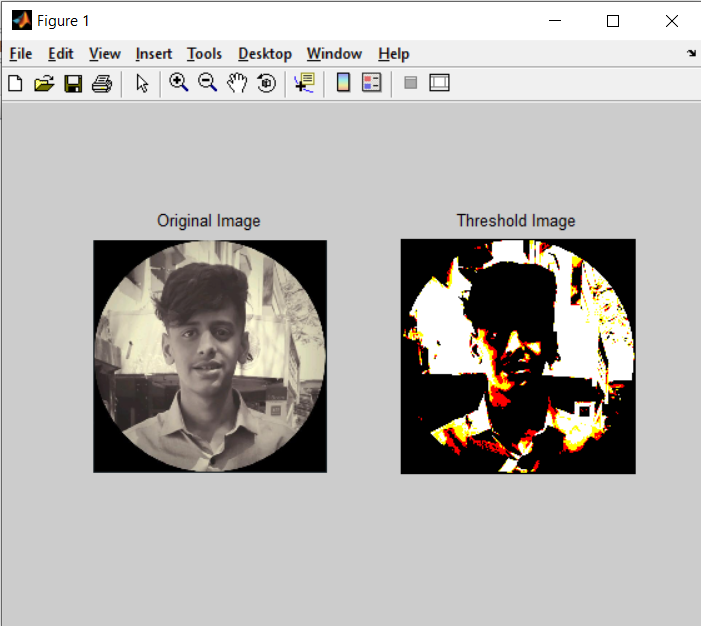 Figure 1
File Edit View Insert Tools Desktop Window Help
Original Image
Threshold Image